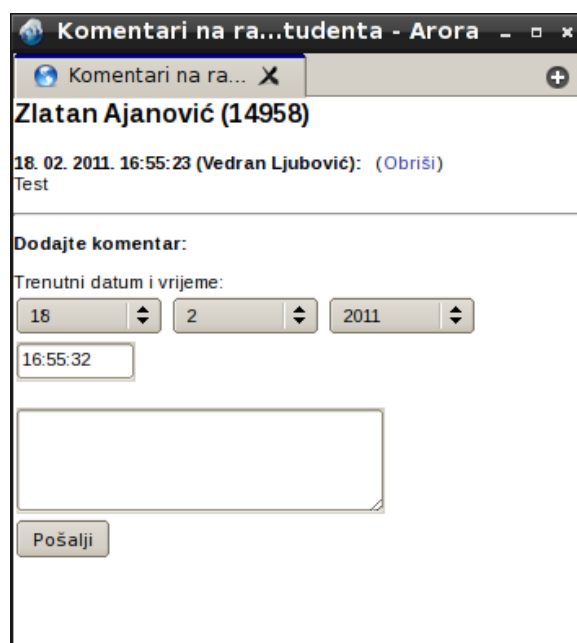 Komentari na ra...tudenta - Arora
Komentari na ra...
Zlatan Ajanović (14958)
18. 02. 2011. 16:55:23 (Vedran Ljubović): (Obriši)
Test
Dodajte komentar:
Trenutni datum i vrijeme:
18 2 2011
16:55:32
Pošalji